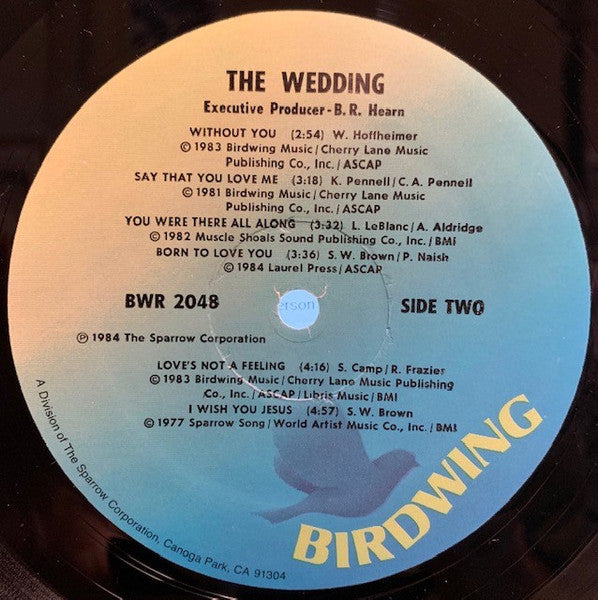 THE WEDDING
Executive Producer-B.R. Hearn
WITHOUT YOU (2:54) W. Hoffheimer
© 1983 Birdwing Music/Cherry Lane Music
Publishing Co., Inc./ASCAP
SAY THAT YOU LOVE ME (3:18) K. Pennell/C.A. Pennell
© 1981 Birdwing Music/Cherry Lane Music
Publishing Co., Inc./ASCAP
YOU WERE THERE ALL ALONG (3:32) L. LeBlanc/A. Aldridge
© 1982 Muscle Shoals Sound Publishing Co., Inc./BMI
BORN TO LOVE YOU (3:36) S.W. Brown/P. Naish
© 1984 Laurel Press/ASCAP
erson
BWR 2048
SIDE TWO
℗ 1984 The Sparrow Corporation
LOVE'S NOT A FEELING (4:16) S. Camp/R. Frazier
© 1983 Birdwing Music/Cherry Lane Music Publishing
Co., Inc./ASCAP/Libris Music/BMI
I WISH YOU JESUS (4:57) S.W. Brown
© 1977 Sparrow Song/World Artist Music Co., Inc./BMI
A Division of The Sparrow Corporation, Canoga Park, CA 91304
BIRDWING